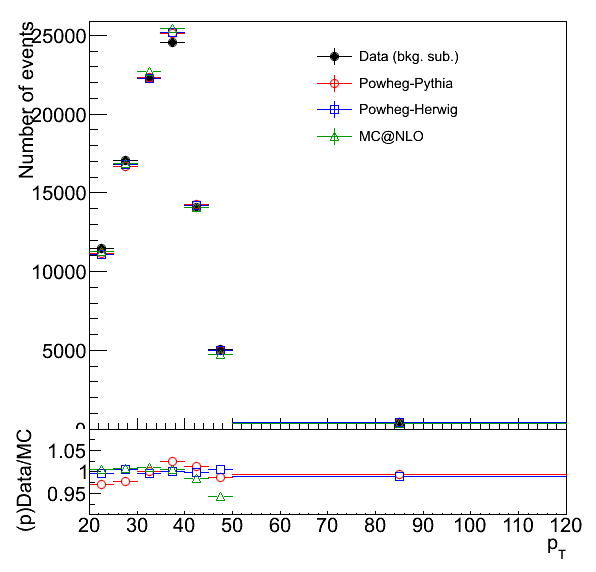 Number of events
25000
20000
15000
10000
5000
0
Data (bkg. sub.)
Powheg-Pythia
Powheg-Herwig
MC@NLO
(p)Data/MC
1.05
1
0.95
20 30 40 50 60 70 80 90 100 110 120
pT